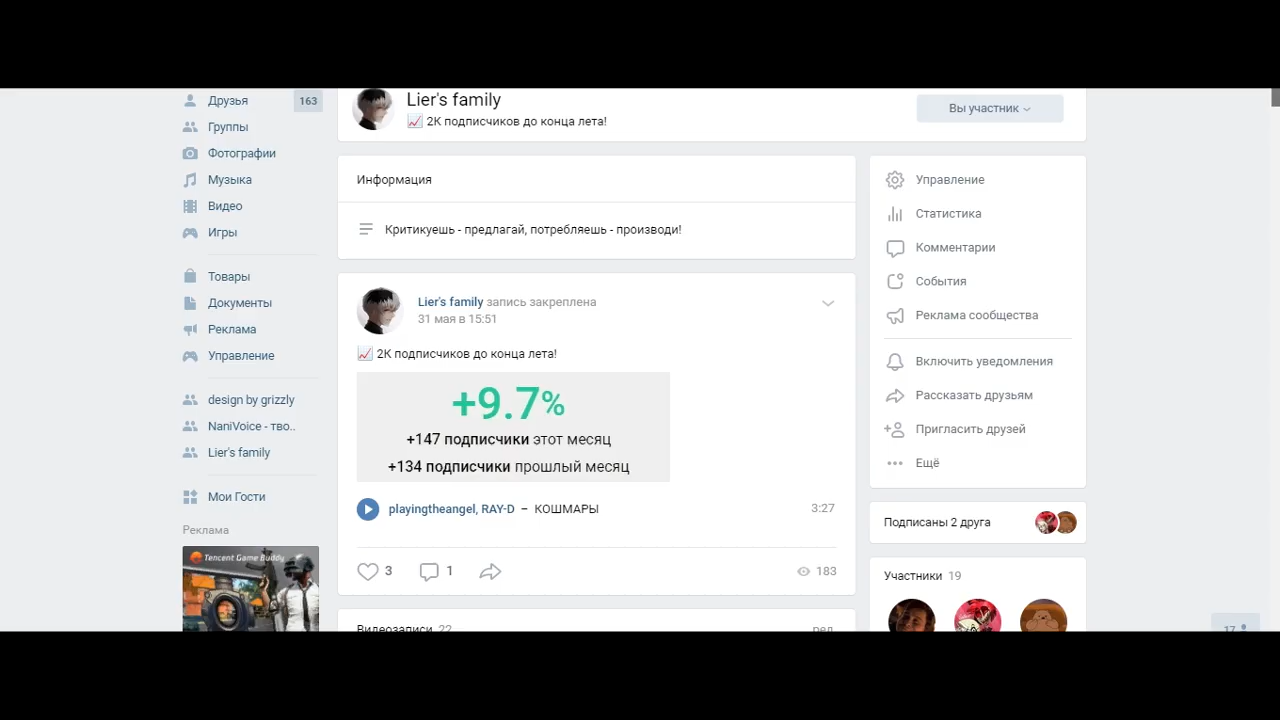 Друзья
163
Группы
Фотографии
Музыка
Видео
Игры
Товары
Документы
Реклама
Управление
design by grizzly
NaniVoice - тво..
Lier's family
Мои Гости
Реклама
Tencent Game Buddy
Lier's family
📈 2К подписчиков до конца лета!
Вы участник
Информация
Критикуешь - предлагай, потребляешь - производи!
Lier's family запись закреплена
31 мая в 15:51
📈 2К подписчиков до конца лета!
+9.7%
+147 подписчики этот месяц
+134 подписчики прошлый месяц
playingtheangel, RAY-D – КОШМАРЫ
3:27
3
1
183
Видеозаписи 22
ред.
Управление
Статистика
Комментарии
События
Реклама сообщества
Включить уведомления
Рассказать друзьям
Пригласить друзей
Ещё
Подписаны 2 друга
Участники 19
17